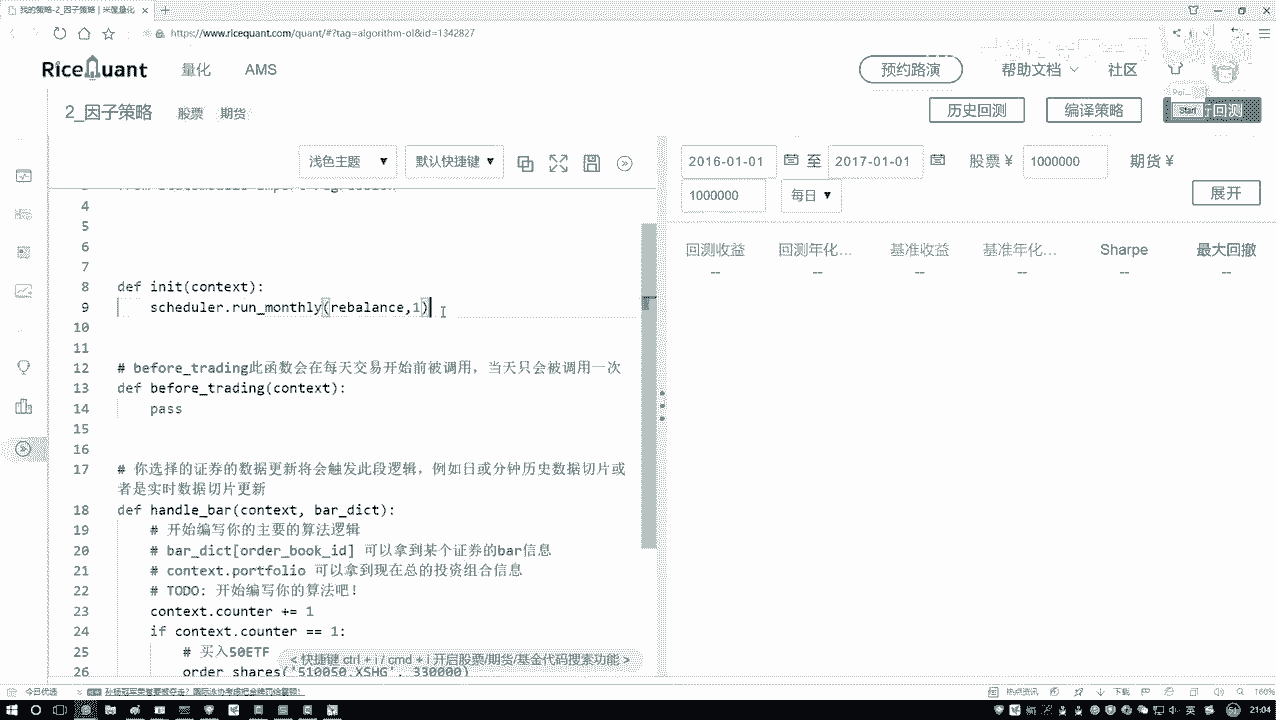 我的策略-2_因子策略 | 米筐量化
https://www.ricequant.com/quant/#?tag=algorithm-ol&id=1342827
RiceQuant 量化 AMS 预约路演 帮助文档 社区
2_因子策略 股票 期货 历史回测 编译策略 回测
Start
浅色主题 默认快捷键
2016-01-01 至 2017-01-01 股票 ¥ 1000000 期货 ¥
1000000 每日 展开
回测收益 回测年化... 基准收益 基准年化... Sharpe 最大回撤
-- -- -- -- -- --
4
5
6
7
8 def init(context):
9 scheduler.run_monthly(rebalance,1)
10
11
12 # before_trading此函数会在每天交易开始前被调用，当天只会被调用一次
13 def before_trading(context):
14 pass
15
16
17 # 你选择的证券的数据更新将会触发此段逻辑，例如日或分钟历史数据切片或
者是实时数据切片更新
18 def handle_bar(context, bar_dict):
19 # 开始编写你的主要的算法逻辑
20 # bar_dict[order_book_id] 可以拿到某个证券的bar信息
21 # context.portfolio 可以拿到现在总的投资组合信息
22 # TODO: 开始编写你的算法吧！
23 context.counter += 1
24 if context.counter == 1:
25 # 买入50ETF
< 快捷键 ctrl + i / cmd + i 开启股票/期货/基金代码搜索功能 >
26 order_shares('510050.XSHG', 330000)
今日优选 热点资讯 下载 160%
英 21:04